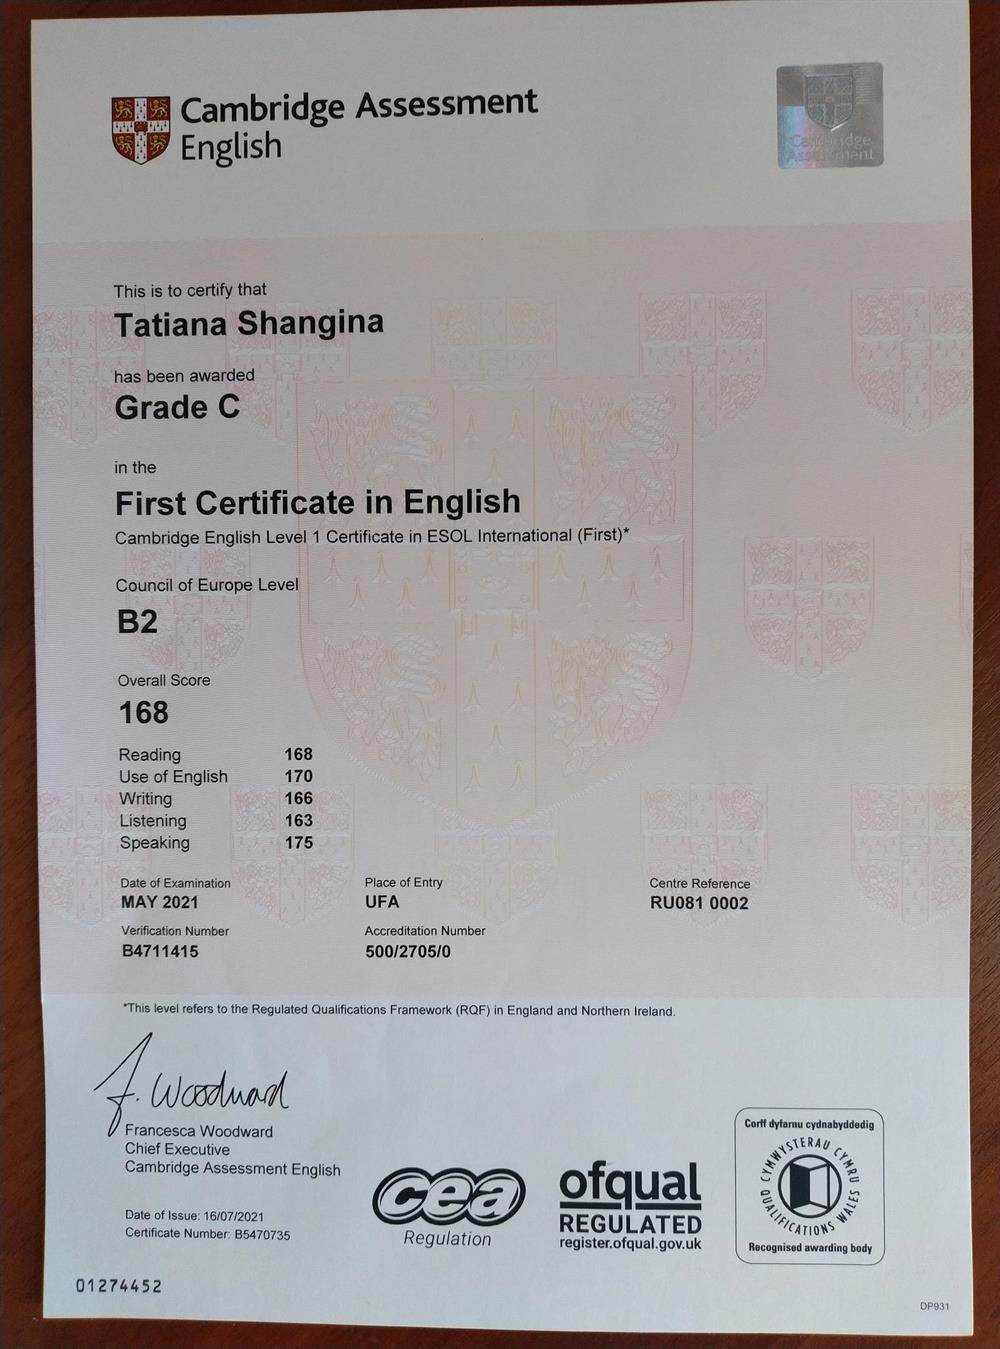 Cambridge Assessment
English
Cambridge
Assessment
This is to certify that
Tatiana Shangina
has been awarded
Grade C
in the
First Certificate in English
Cambridge English Level 1 Certificate in ESOL International (First)*
Council of Europe Level
B2
Overall Score
168
Reading 168
Use of English 170
Writing 166
Listening 163
Speaking 175
Date of Examination Place of Entry Centre Reference
MAY 2021 UFA RU081 0002
Verification Number Accreditation Number
B4711415 500/2705/0
*This level refers to the Regulated Qualifications Framework (RQF) in England and Northern Ireland.
F. Woodward
Francesca Woodward
Chief Executive
Cambridge Assessment English
Date of Issue: 16/07/2021
Certificate Number: B5470735
cea
Regulation
ofqual
REGULATED
register.ofqual.gov.uk
Corff dyfarnu cydnabyddedig
CYMWYSTERAU CYMRU
QUALIFICATIONS WALES
Recognised awarding body
01274452
DP931